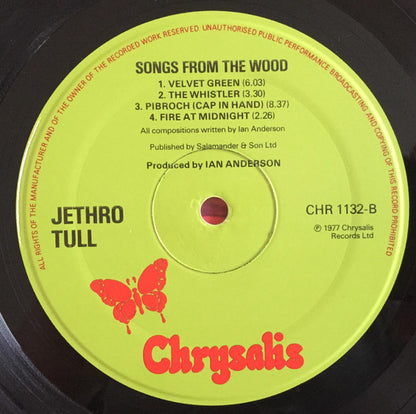 ALL RIGHTS OF THE MANUFACTURER AND OF THE OWNER OF THE RECORDED WORK RESERVED UNAUTHORISED PUBLIC PERFORMANCE BROADCASTING AND COPYING OF THIS RECORD PROHIBITED
SONGS FROM THE WOOD
1. VELVET GREEN (6.03)
2. THE WHISTLER (3.30)
3. PIBROCH (CAP IN HAND) (8.37)
4. FIRE AT MIDNIGHT (2.26)
All compositions written by Ian Anderson
Published by Salamander & Son Ltd
Produced by IAN ANDERSON
JETHRO
TULL
CHR 1132-B
℗ 1977 Chrysalis
Records Ltd
Chrysalis